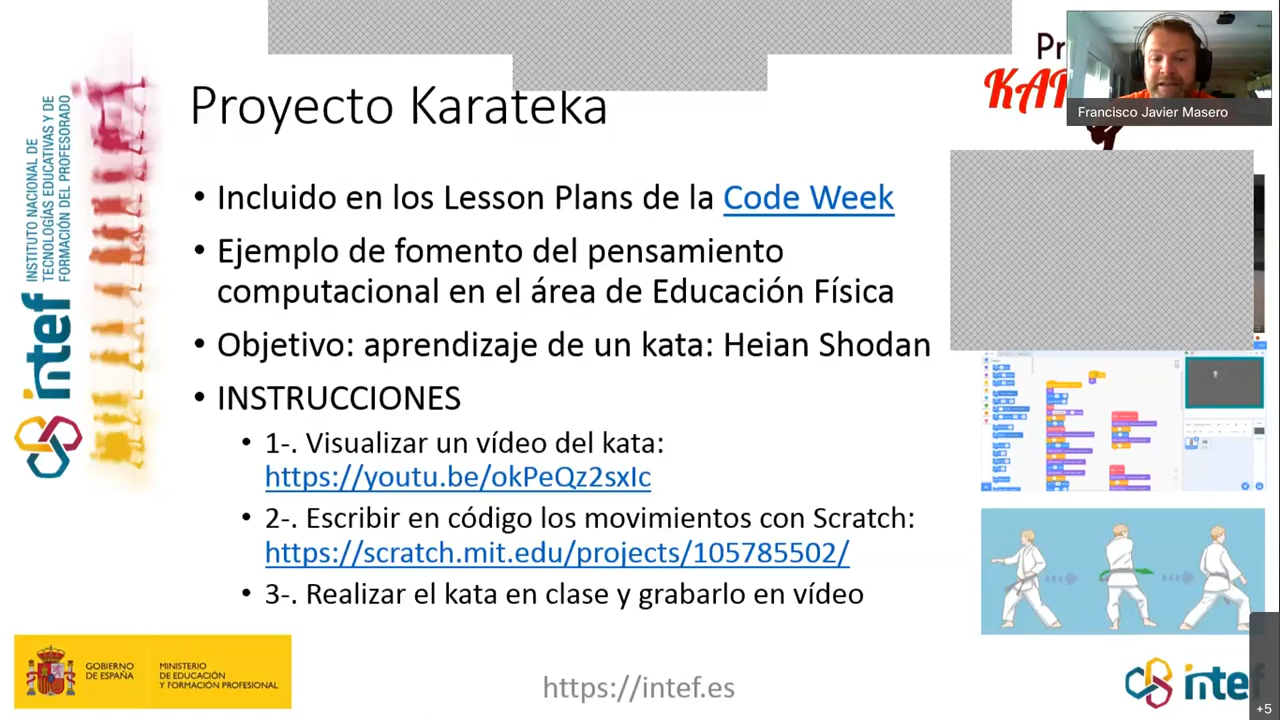 Proyecto Karateka
Francisco Javier Masero
INSTITUTO NACIONAL DE
TECNOLOGÍAS EDUCATIVAS Y DE
FORMACIÓN DEL PROFESORADO
intef
• Incluido en los Lesson Plans de la Code Week
• Ejemplo de fomento del pensamiento
computacional en el área de Educación Física
• Objetivo: aprendizaje de un kata: Heian Shodan
• INSTRUCCIONES
• 1-. Visualizar un vídeo del kata:
https://youtu.be/okPeQz2sxIc
• 2-. Escribir en código los movimientos con Scratch:
https://scratch.mit.edu/projects/105785502/
• 3-. Realizar el kata en clase y grabarlo en vídeo
GOBIERNO
DE ESPAÑA
MINISTERIO
DE EDUCACIÓN
Y FORMACIÓN PROFESIONAL
https://intef.es
+5